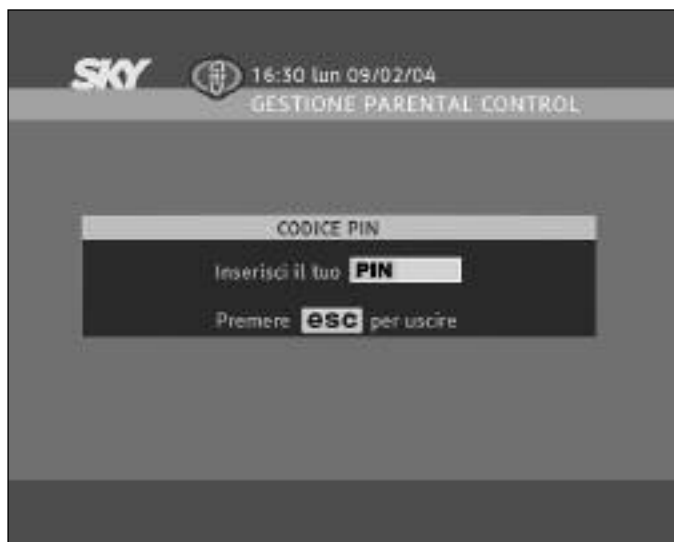 SKY
16:30 lun 09/02/04
GESTIONE PARENTAL CONTROL
CODICE PIN
Inserisci il tuo PIN
Premere esc per uscire